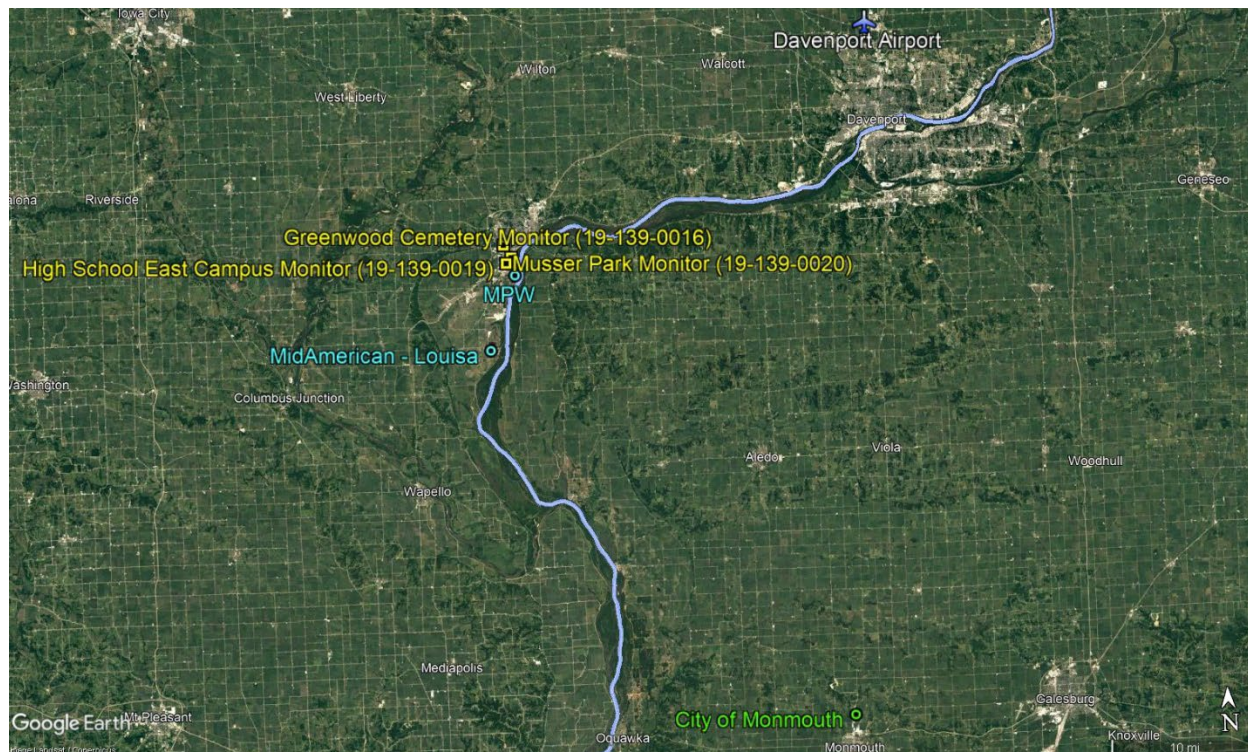 Iowa City
Davenport Airport
Wilton
Walcott
West Liberty
Davenport
Geneseo
Riverside
Greenwood Cemetery Monitor (19-139-0016)
High School East Campus Monitor (19-139-0019)
Musser Park Monitor (19-139-0020)
MPW
MidAmerican - Louisa
Washington
Columbus Junction
Aledo
Viola
Woodhull
Wapello
Mediapolis
Galesburg
Google Earth
Mt Pleasant
City of Monmouth
N
Oquawka
Monmouth
Knoxville
10 mi